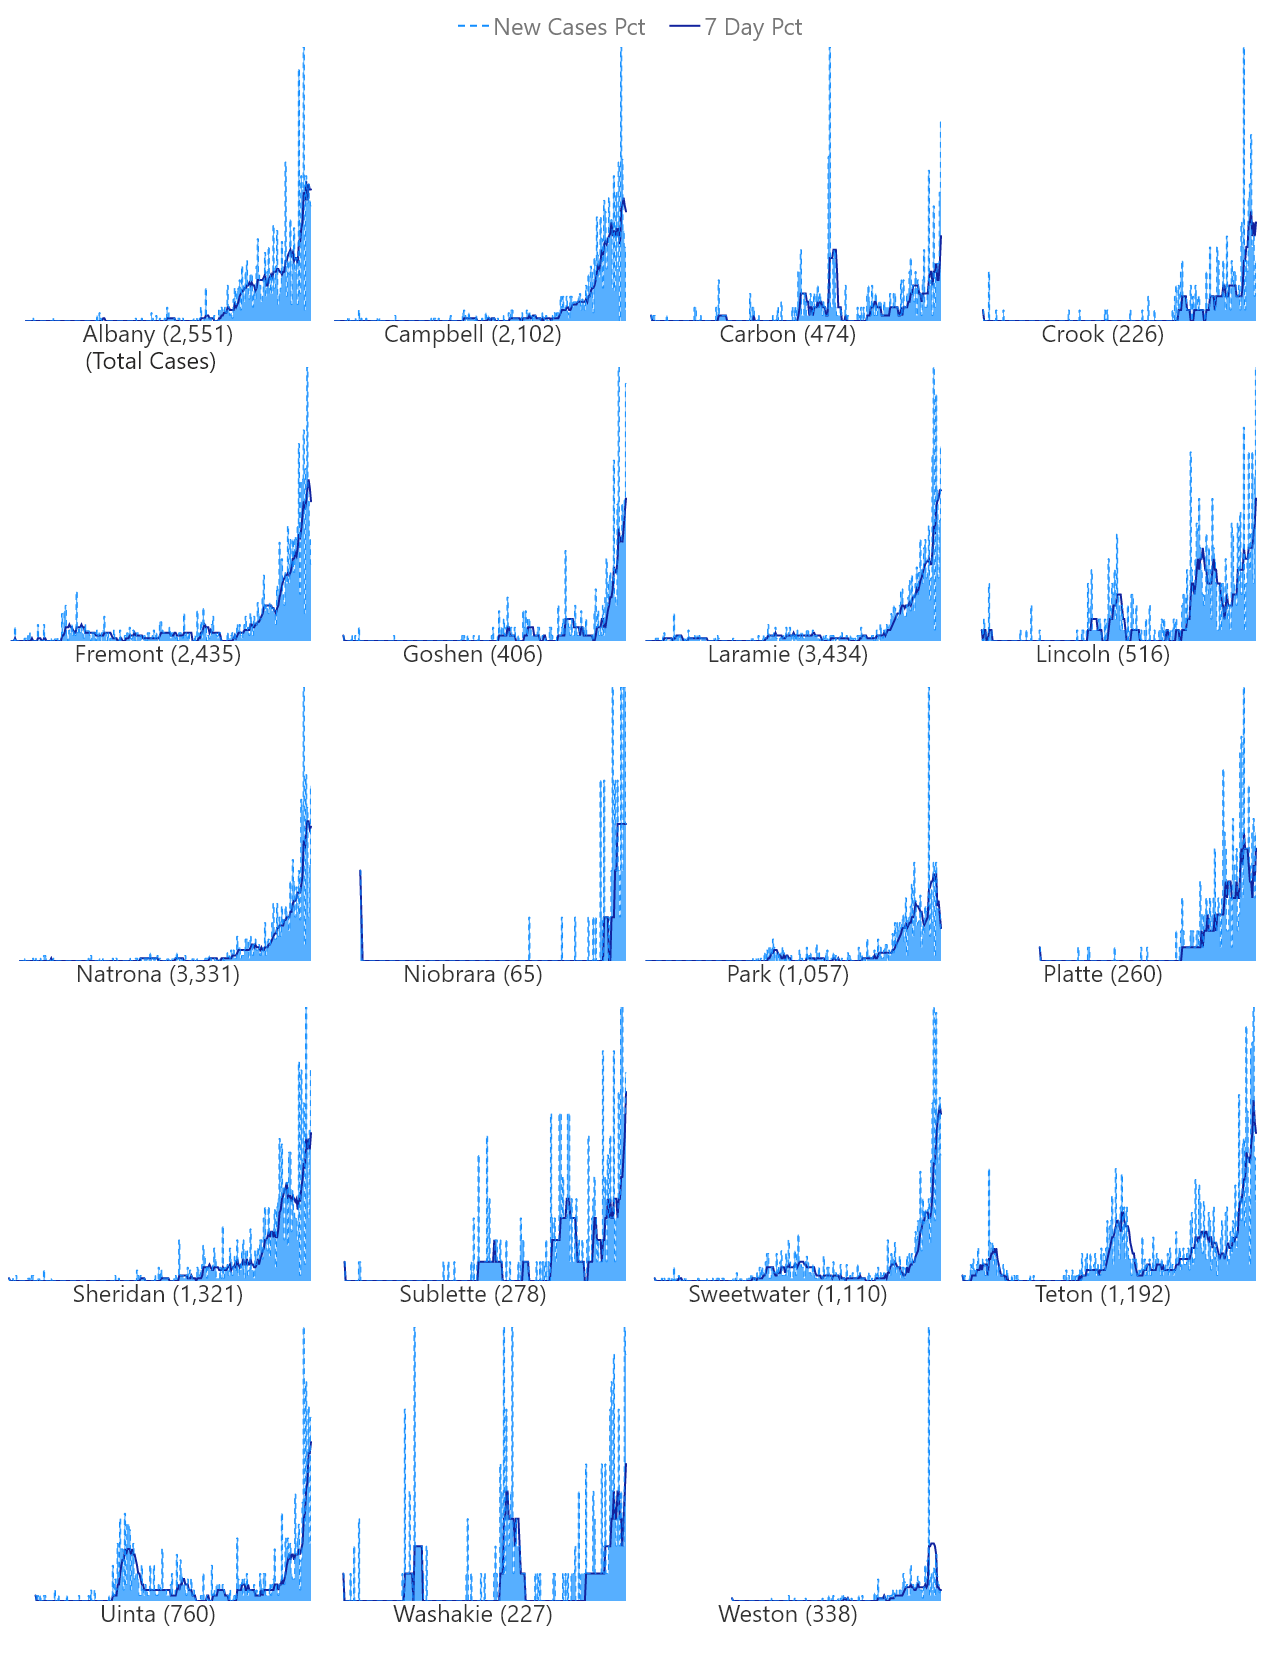 New Cases Pct 7 Day Pct
Albany (2,551) Campbell (2,102) Carbon (474) Crook (226)
(Total Cases)
Fremont (2,435) Goshen (406) Laramie (3,434) Lincoln (516)
Natrona (3,331) Niobrara (65) Park (1,057) Platte (260)
Sheridan (1,321) Sublette (278) Sweetwater (1,110) Teton (1,192)
Uinta (760) Washakie (227) Weston (338)